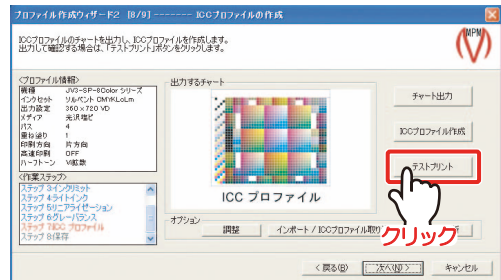 プロファイル作成ウィザード2 [8/9] ------- ICCプロファイルの作成
ICCプロファイルのチャートを出力し、ICCプロファイルを作成します。
出力して確認する場合は、「テストプリント」ボタンをクリックします。
MPM
<プロファイル情報>
機種 JV3-SP-8Color シリーズ
インクセット ソルベント CMYKLcLm
出力設定 360 x 720 VD
メディア 光沢塩ビ
パス 4
重ね塗り 1
印刷方向 片方向
高速印刷 OFF
ハーフトーン V拡散
<作業ステップ>
ステップ 3インクリミット
ステップ 4ライトインク
ステップ 5リニアライゼーション
ステップ 6グレーバランス
ステップ 7ICC プロファイル
ステップ 8保存
出力するチャート
ICC プロファイル
チャート出力
ICCプロファイル作成
テストプリント
オプション
調整
インポート / ICCプロファイル取り
クリック
< 戻る(B)
次へ(N) >
キャンセル